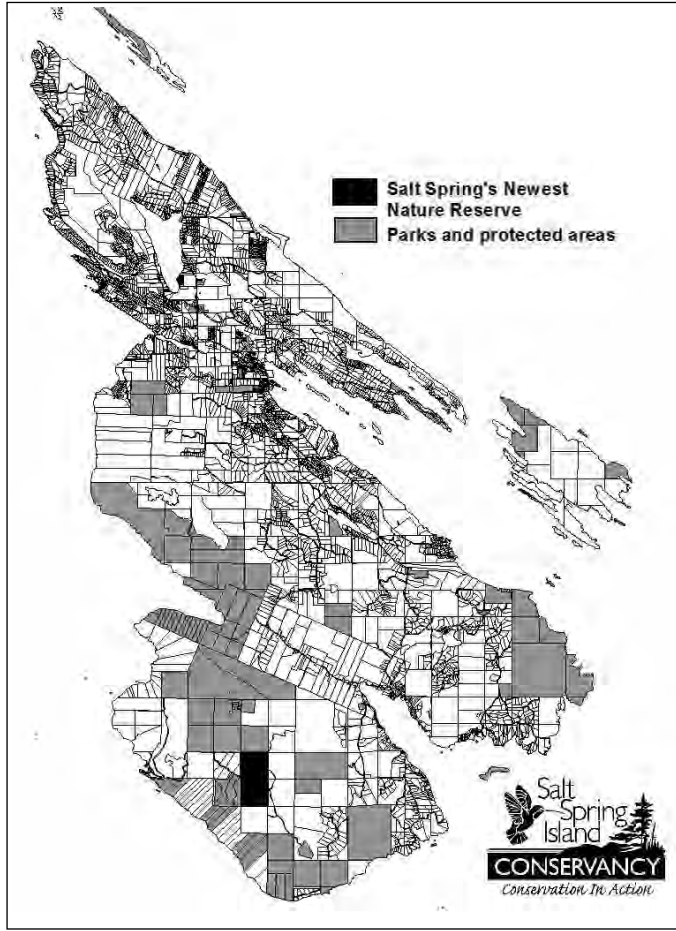 Salt Spring's Newest
Nature Reserve
Parks and protected areas
Salt
Spring
Island
CONSERVANCY
Conservation In Action